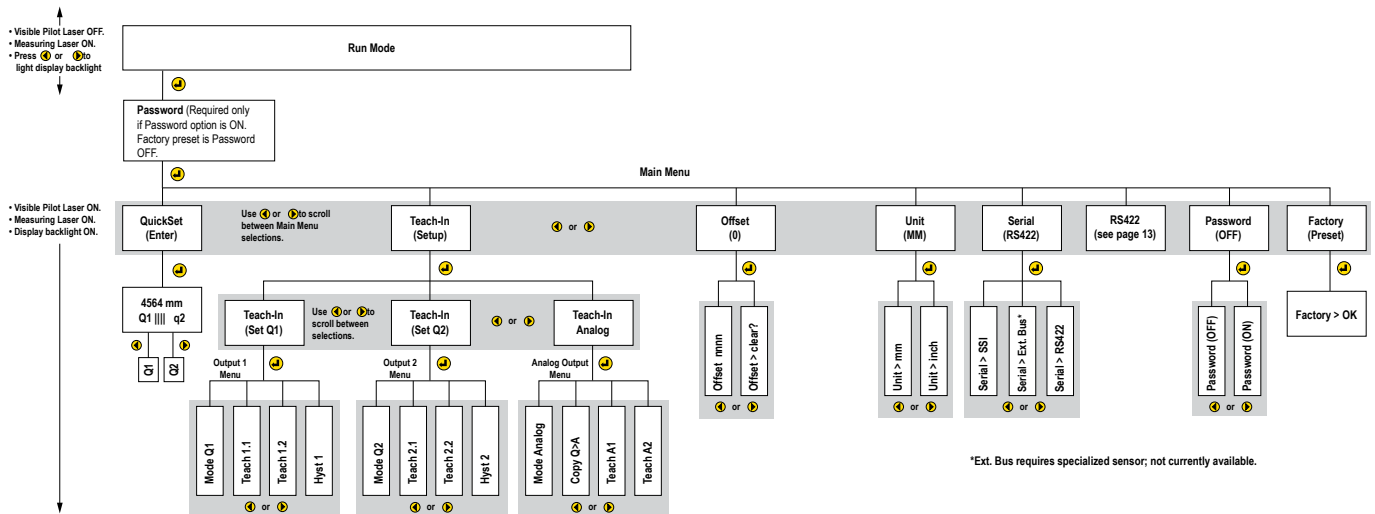 • Visible Pilot Laser OFF.
• Measuring Laser ON.
• Press or to
light display backlight
Run Mode
Password (Required only
if Password option is ON.
Factory preset is Password
OFF.
Main Menu
• Visible Pilot Laser ON.
• Measuring Laser ON.
• Display backlight ON.
QuickSet
(Enter)
Use or to scroll
between Main Menu
selections.
Teach-In
(Setup)
or
Offset
(0)
Unit
(MM)
Serial
(RS422)
RS422
(see page 13)
Password
(OFF)
Factory
(Preset)
4564 mm
Q1 |||| q2
Q1
Q2
Teach-In
(Set Q1)
Use or to
scroll between
selections.
Teach-In
(Set Q2)
or
Teach-In
Analog
Output 1
Menu
Mode Q1
Teach 1.1
Teach 1.2
Hyst 1
or
Output 2
Menu
Mode Q2
Teach 2.1
Teach 2.2
Hyst 2
or
Analog Output
Menu
Mode Analog
Copy Q>A
Teach A1
Teach A2
or
Offset nnnn
Offset > clear?
or
Unit > mm
Unit > inch
or
Serial > SSI
Serial > Ext. Bus*
Serial > RS422
or
Password (OFF)
Password (ON)
or
Factory > OK
*Ext. Bus requires specialized sensor; not currently available.